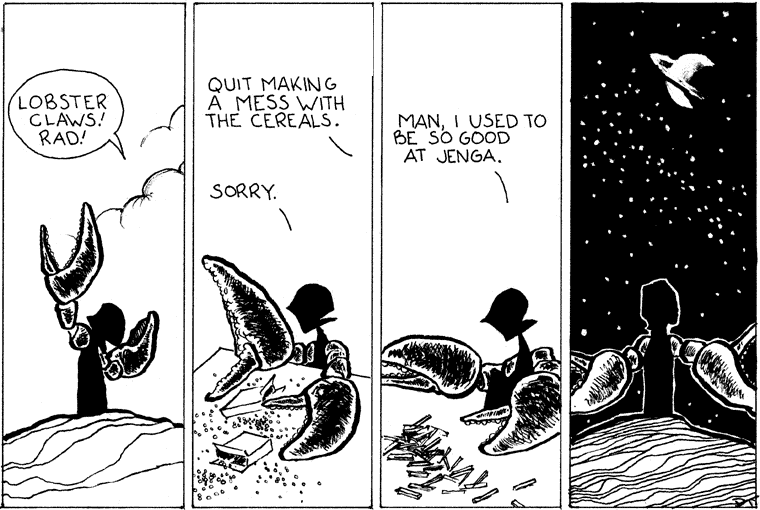 LOBSTER
CLAWS!
RAD!
QUIT MAKING
A MESS WITH
THE CEREALS.
SORRY.
MAN, I USED TO
BE SO GOOD
AT JENGA.